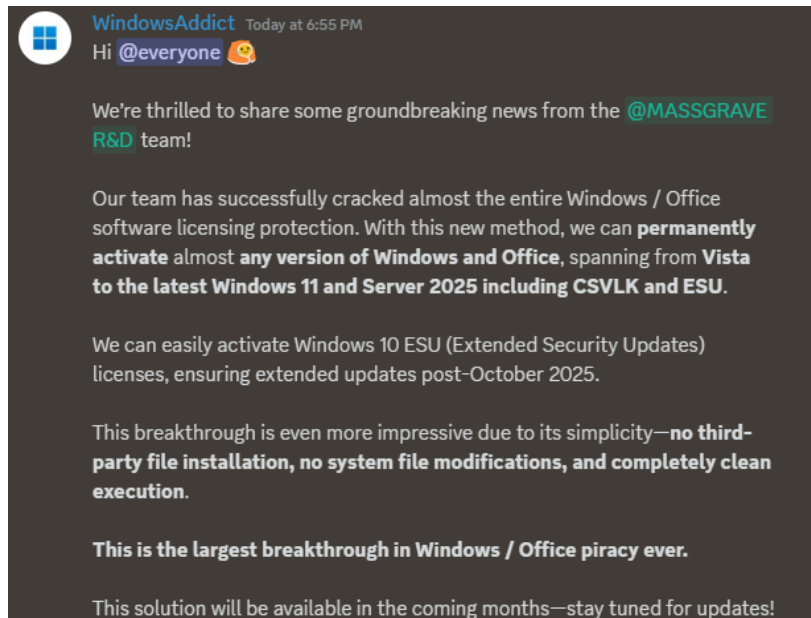 WindowsAddict Today at 6:55 PM
Hi @everyone
We're thrilled to share some groundbreaking news from the @MASSGRAVE
R&D team!
Our team has successfully cracked almost the entire Windows / Office
software licensing protection. With this new method, we can permanently
activate almost any version of Windows and Office, spanning from Vista
to the latest Windows 11 and Server 2025 including CSVLK and ESU.
We can easily activate Windows 10 ESU (Extended Security Updates)
licenses, ensuring extended updates post-October 2025.
This breakthrough is even more impressive due to its simplicity—no third-
party file installation, no system file modifications, and completely clean
execution.
This is the largest breakthrough in Windows / Office piracy ever.
This solution will be available in the coming months—stay tuned for updates!